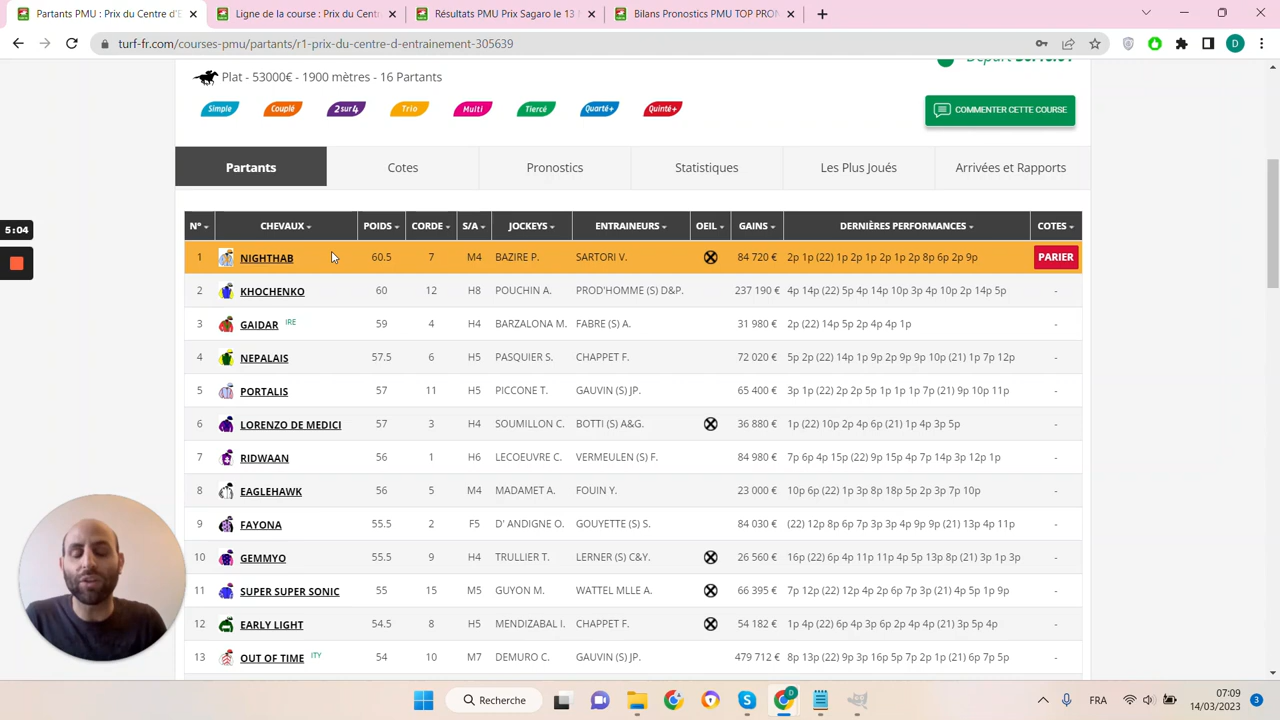 Partants d'E
: PMU : Prix du Centre
Résultats PMU Prix Sagaro le 13
Bilans Pronostics PMU TOP PRON
turf-fr.com/courses-pmu/partants/r1-prix-du-centre-d-entrainement-305639
Plat - 53000€ - 1900 mètres - 16 Partants
Simple Couplé 2sur4 Trio Multi Tiercé Quarté+ Quinté+
COMMENTER CETTE COURSE
Partants Cotes Pronostics Statistiques Les Plus Joués Arrivées et Rapports
N° CHEVAUX POIDS CORDE S/A JOCKEYS ENTRAINEURS OEIL GAINS DERNIÈRES PERFORMANCES COTES
1 NIGHTHAB 60.5 7 M4 BAZIRE P. SARTORI V. 84 720 € 2p 1p (22) 1p 2p 1p 2p 1p 2p 8p 6p 2p 9p PARIER
2 KHOCHENKO 60 12 H8 POUCHIN A. PROD'HOMME (S) D&P. 237 190 € 4p 14p (22) 5p 4p 14p 10p 3p 4p 10p 2p 14p 5p -
3 GAIDAR IRE 59 4 H4 BARZALONA M. FABRE (S) A. 31 980 € 2p (22) 14p 5p 2p 4p 4p 1p -
4 NEPALAIS 57.5 6 H5 PASQUIER S. CHAPPET F. 72 020 € 5p 2p (22) 14p 1p 9p 2p 9p 9p 10p (21) 1p 7p 12p -
5 PORTALIS 57 11 H5 PICCONE T. GAUVIN (S) JP. 65 400 € 3p 1p (22) 2p 2p 5p 1p 1p 1p 7p (21) 9p 10p 11p -
6 LORENZO DE MEDICI 57 3 H4 SOUMILLON C. BOTTI (S) A&G. 36 880 € 1p (22) 10p 2p 4p 6p (21) 1p 4p 3p 5p -
7 RIDWAAN 56 1 H6 LECOEUVRE C. VERMEULEN (S) F. 84 980 € 7p 6p 4p 15p (22) 9p 15p 4p 7p 14p 3p 12p 1p -
8 EAGLEHAWK 56 5 M4 MADAMET A. FOUIN Y. 23 000 € 10p 6p (22) 1p 3p 8p 18p 5p 2p 3p 7p 10p -
9 FAYONA 55.5 2 F5 D' ANDIGNE O. GOUYETTE (S) S. 84 030 € (22) 12p 8p 6p 7p 3p 3p 4p 9p 9p (21) 13p 4p 11p -
10 GEMMYO 55.5 9 H4 TRULLIER T. LERNER (S) C&Y. 26 560 € 16p (22) 6p 4p 11p 11p 4p 5p 13p 8p (21) 3p 1p 3p -
11 SUPER SUPER SONIC 55 15 M5 GUYON M. WATTEL MLLE A. 66 395 € 7p 12p (22) 12p 4p 2p 6p 7p 3p (21) 4p 5p 1p 9p -
12 EARLY LIGHT 54.5 8 H5 MENDIZABAL I. CHAPPET F. 54 182 € 1p 4p (22) 6p 4p 3p 6p 2p 4p 4p (21) 3p 5p 4p -
13 OUT OF TIME ITY 54 10 M7 DEMURO C. GAUVIN (S) JP. 479 712 € 8p 13p (22) 9p 3p 16p 5p 7p 2p 1p (21) 6p 7p 5p -
5:04
Recherche
FRA
07:09
14/03/2023
3